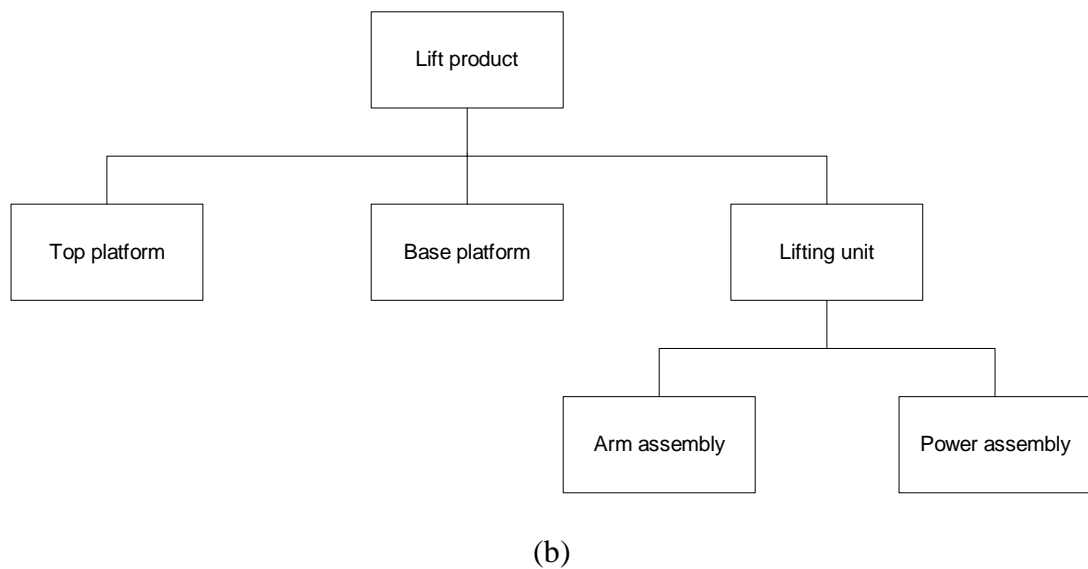 Lift product
Top platform
Base platform
Lifting unit
Arm assembly
Power assembly
(b)